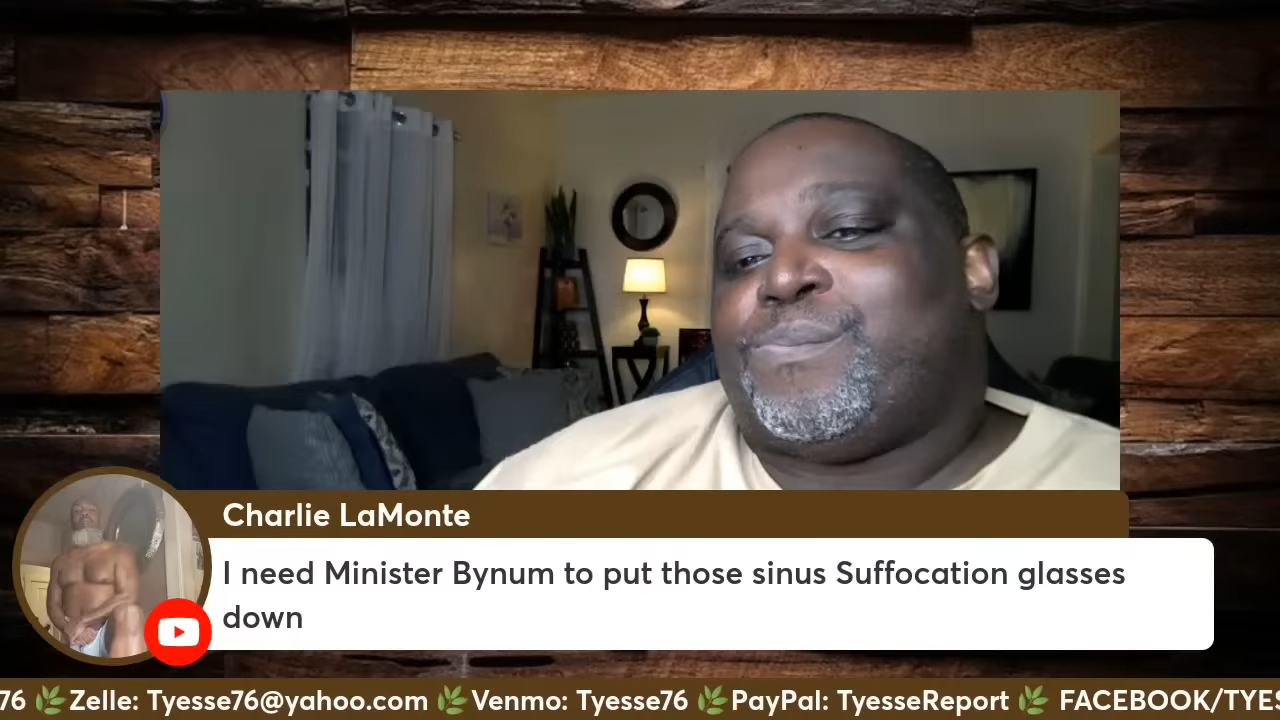 Charlie LaMonte
I need Minister Bynum to put those sinus Suffocation glasses
down
76 🌿Zelle: Tyesse76@yahoo.com 🌿Venmo: Tyesse76 🌿PayPal: TyesseReport 🌿 FACEBOOK/TYES